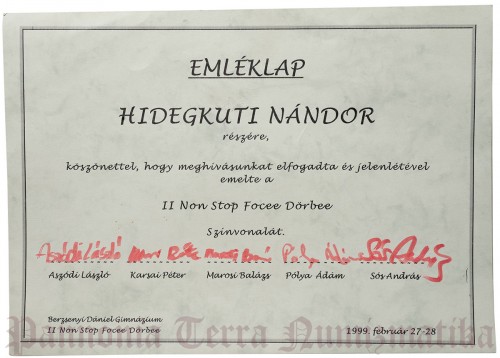 EMLÉKLAP
HIDEGKUTI NÁNDOR
részére,
köszönettel, hogy meghívásunkat elfogadta és jelenlétével
emelte a
II Non Stop Focee Dörbee
Színvonalát.
Aszódi László
Aszódi László Karsai Péter Marosi Balázs Pólya Ádám Sós András
Berzsenyi Dániel Gimnázium
II Non Stop Focee Dörbee 1999. február 27-28
Pannonia Terra Numizmatika